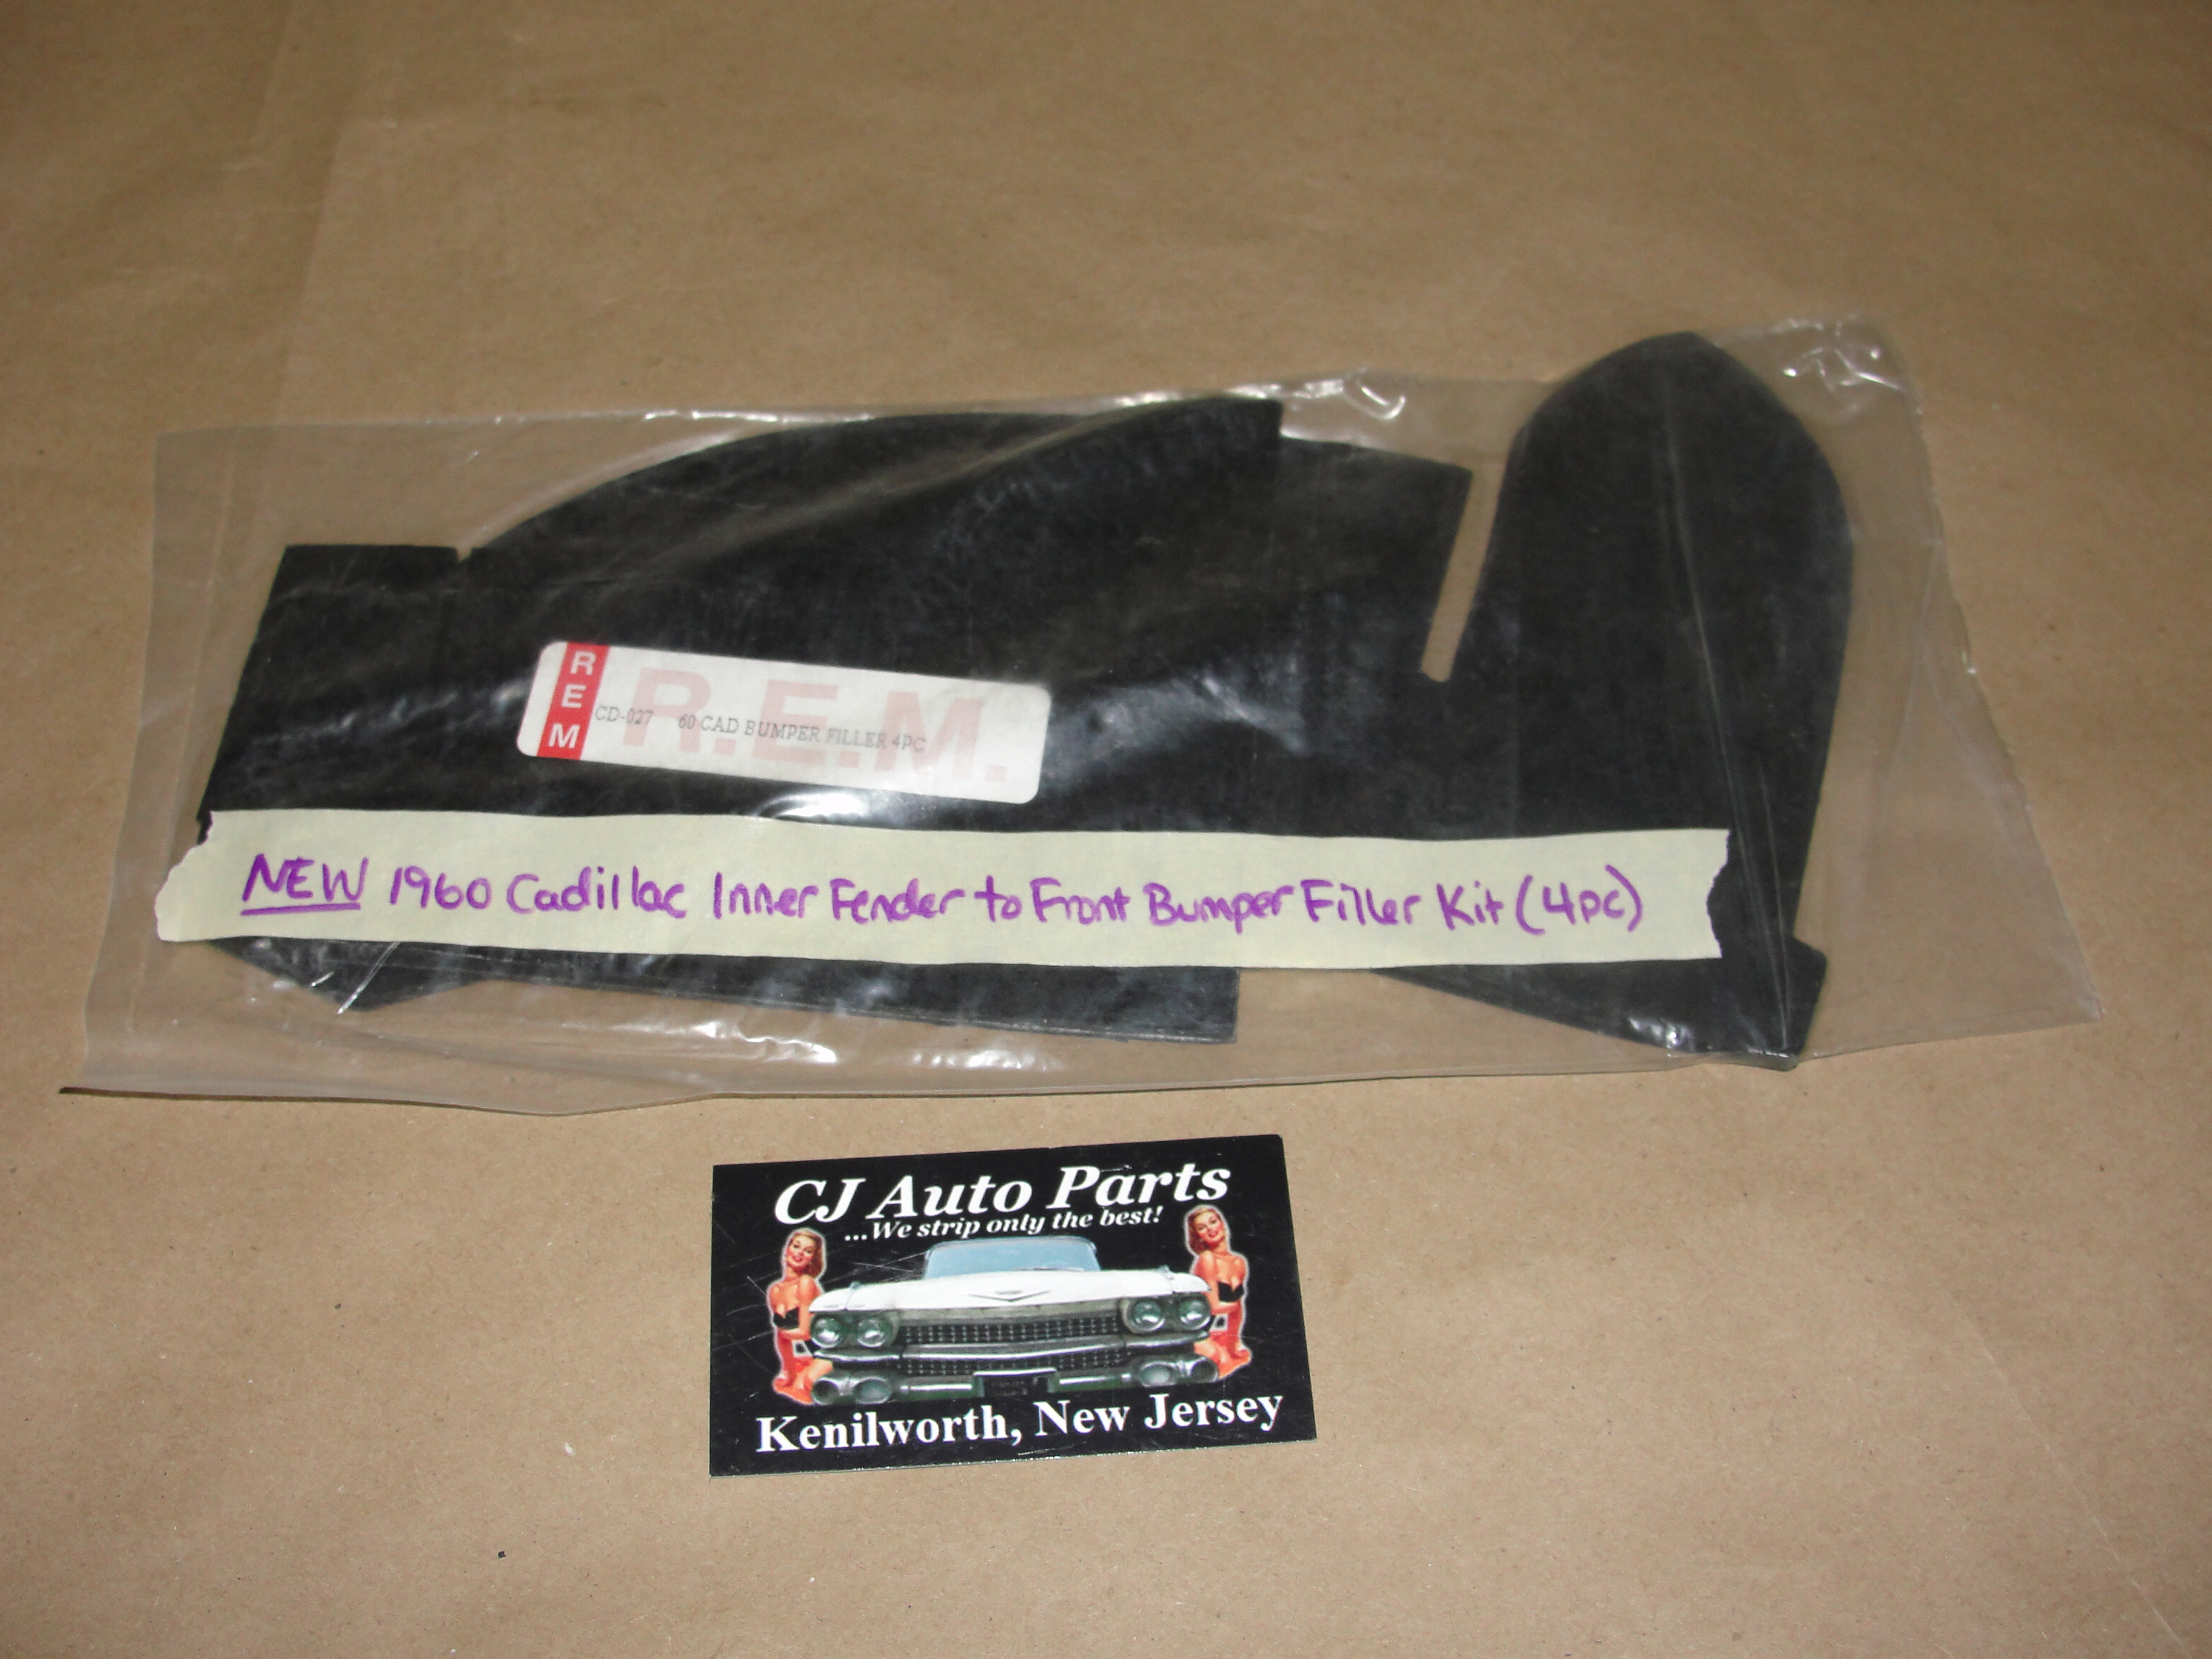 R
E
M
R.E.M.
CD-027 60 CAD BUMPER FILLER 4PC
NEW 1960 Cadillac Inner Fender to Front Bumper Filler Kit (4pc)
CJ Auto Parts
...We strip only the best!
Kenilworth, New Jersey